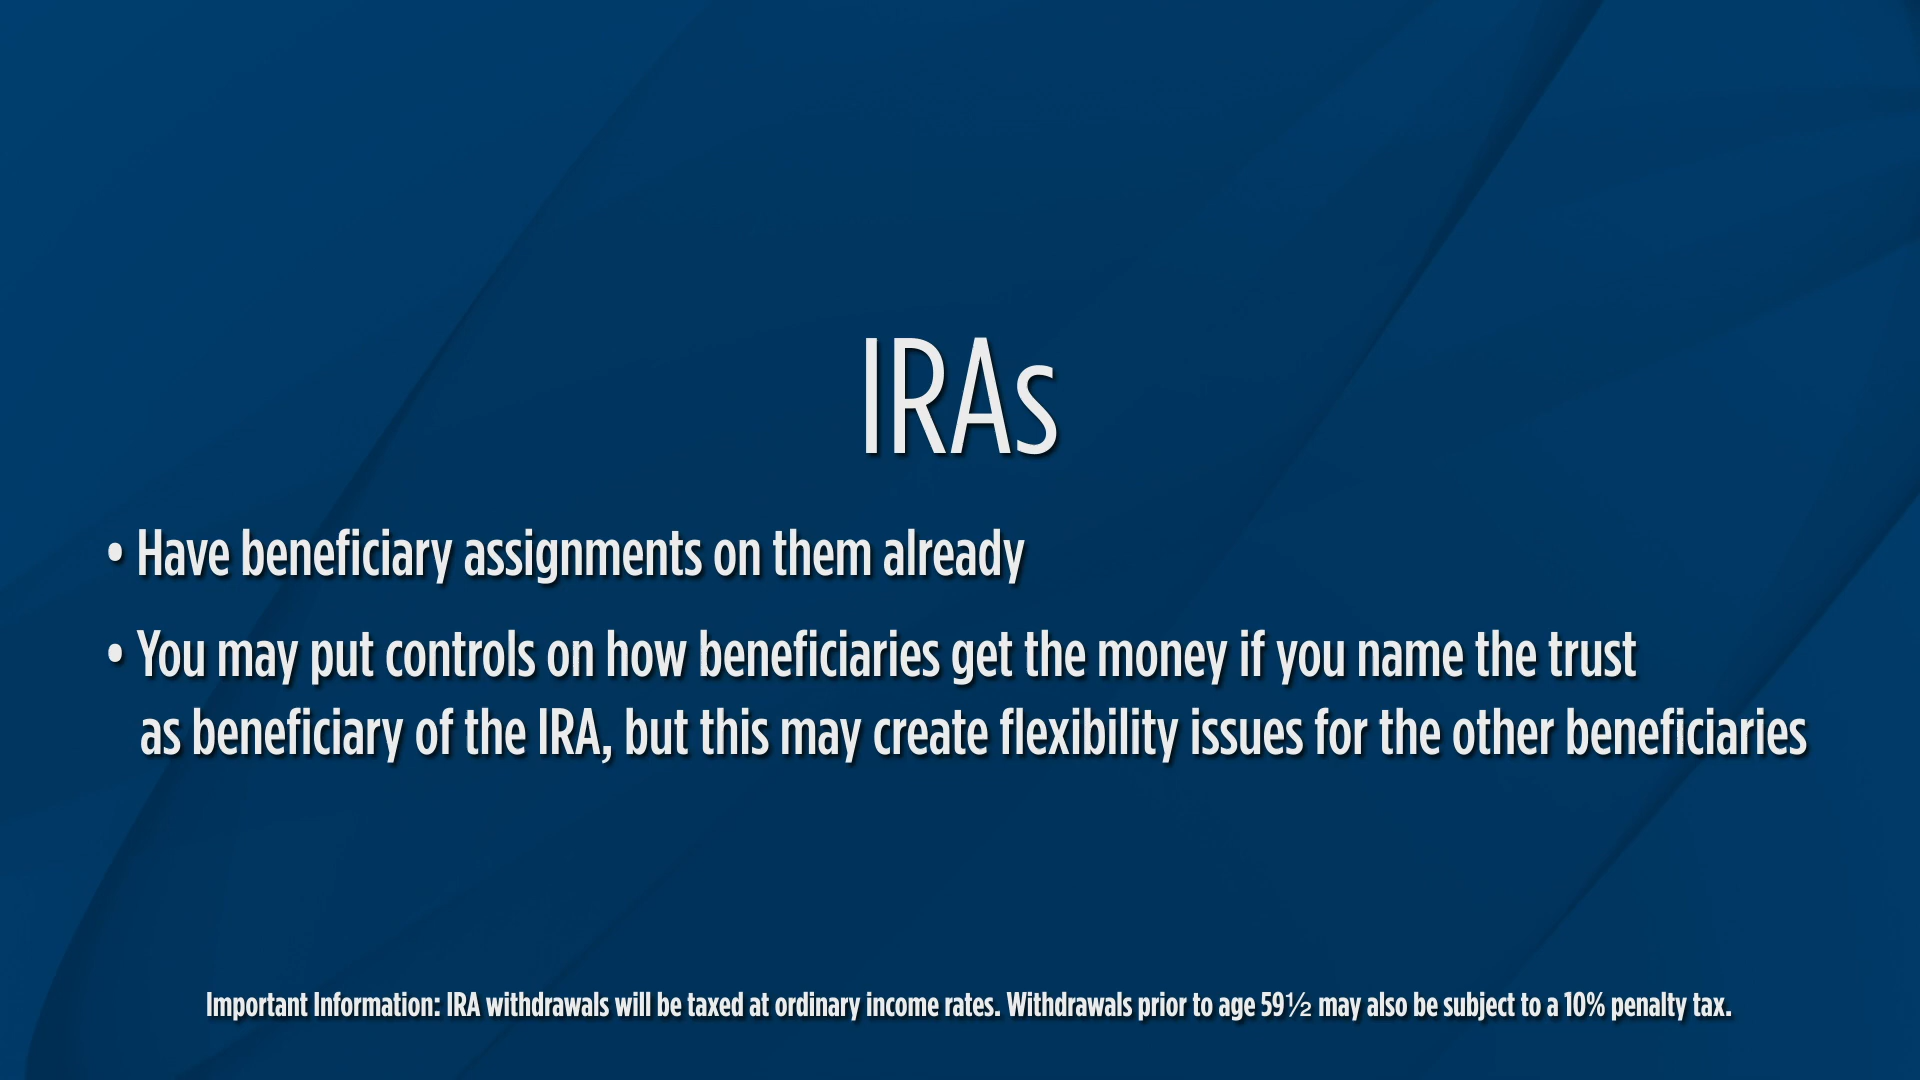 IRAs
• Have beneficiary assignments on them already
• You may put controls on how beneficiaries get the money if you name the trust
as beneficiary of the IRA, but this may create flexibility issues for the other beneficiaries
Important Information: IRA withdrawals will be taxed at ordinary income rates. Withdrawals prior to age 59½ may also be subject to a 10% penalty tax.